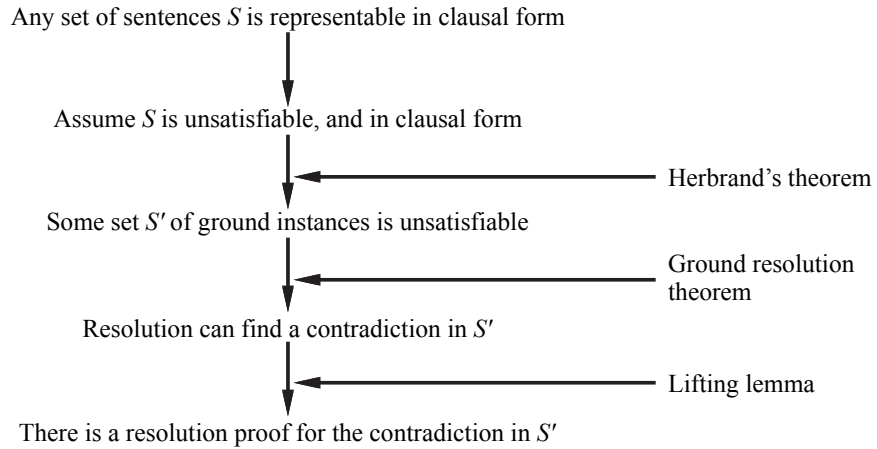 Any set of sentences S is representable in clausal form
Assume S is unsatisfiable, and in clausal form
Herbrand’s theorem
Some set S′ of ground instances is unsatisfiable
Ground resolution
theorem
Resolution can find a contradiction in S′
Lifting lemma
There is a resolution proof for the contradiction in S′